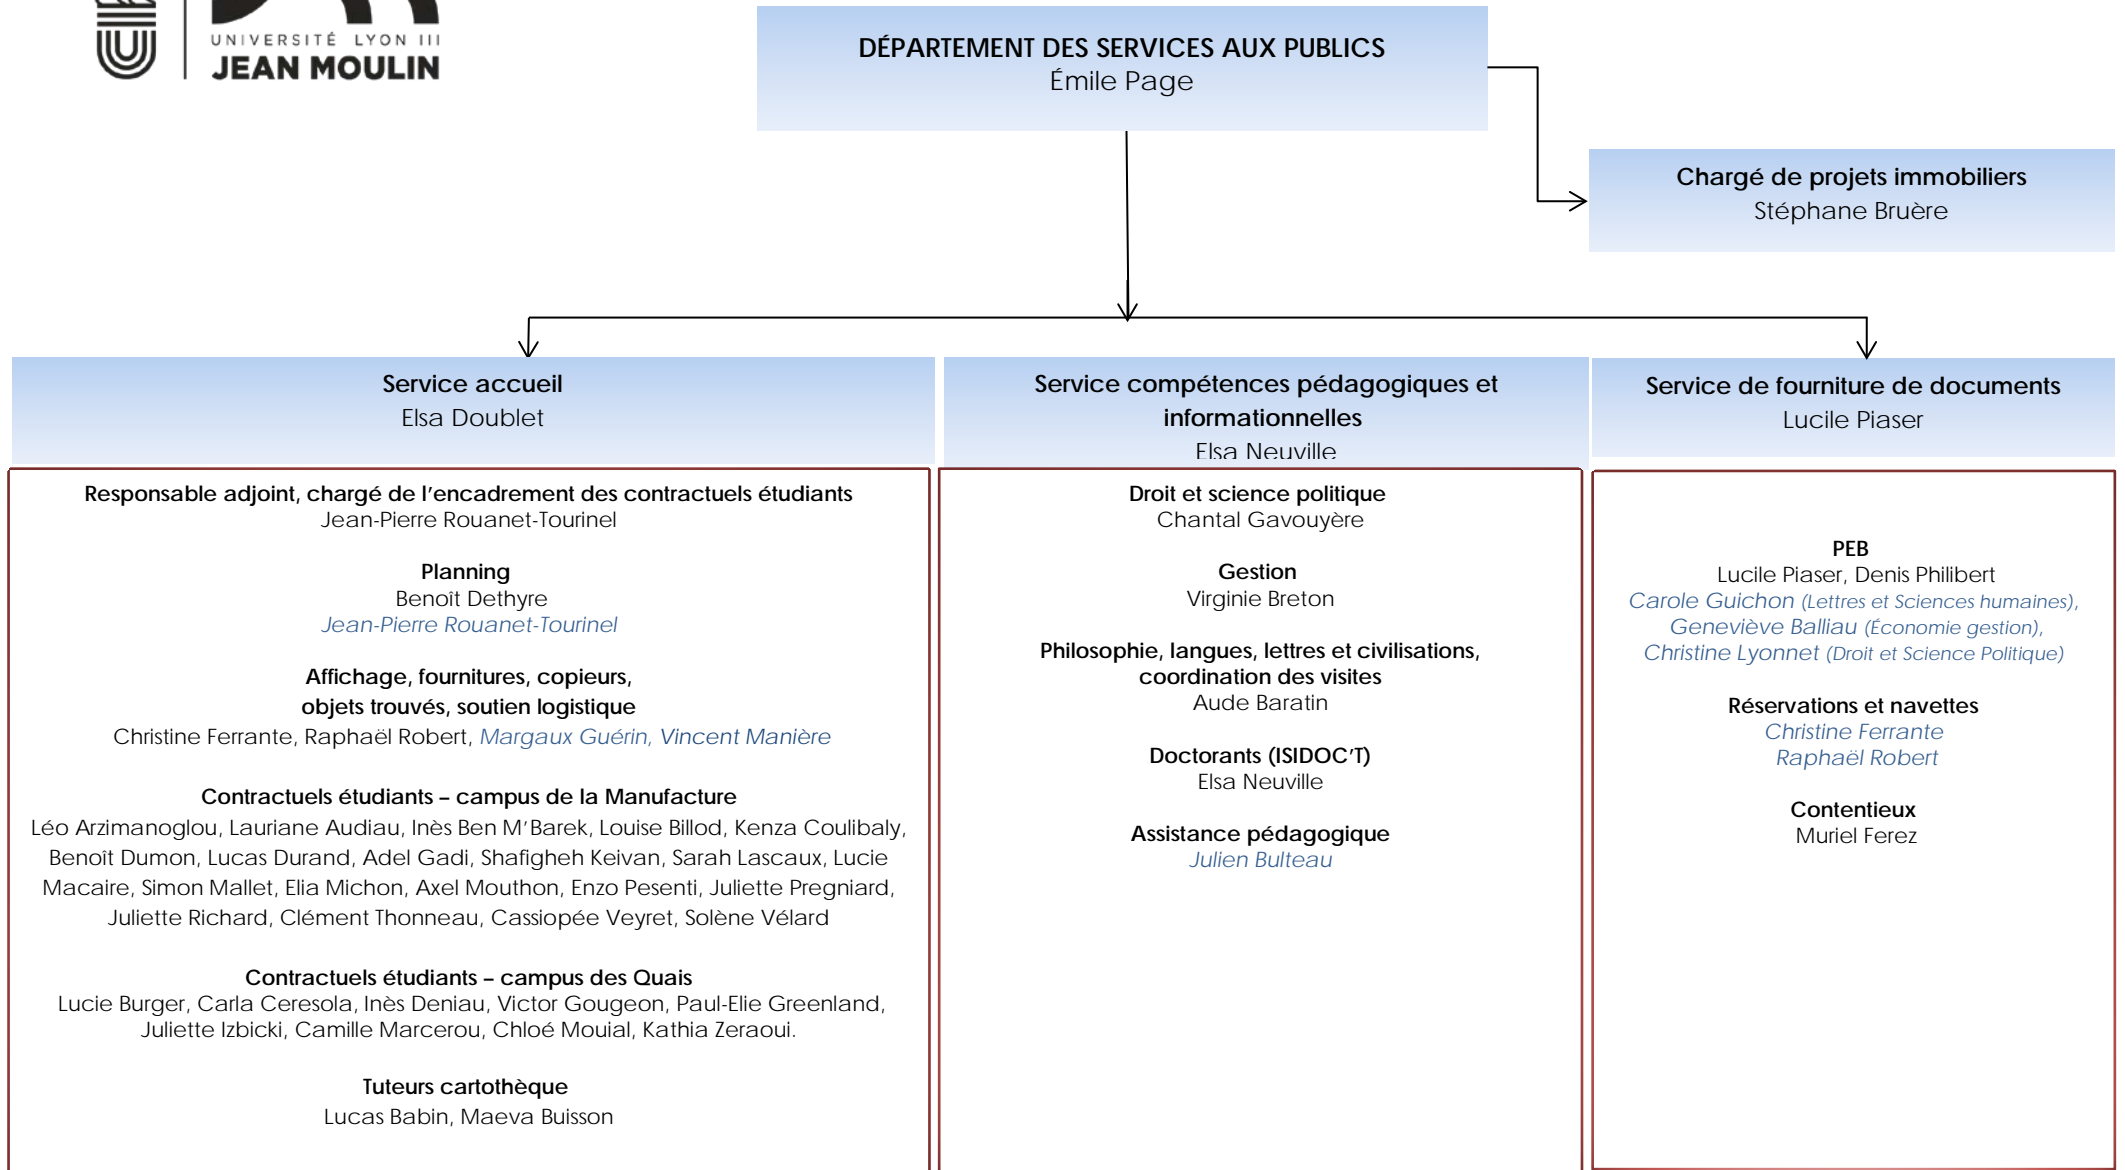 UNIVERSITÉ LYON III
JEAN MOULIN
DÉPARTEMENT DES SERVICES AUX PUBLICS
Émile Page
Chargé de projets immobiliers
Stéphane Bruère
Service accueil
Elsa Doublet
Service compétences pédagogiques et
informationnelles
Elsa Neuville
Service de fourniture de documents
Lucile Piaser
Responsable adjoint, chargé de l'encadrement des contractuels étudiants
Jean-Pierre Rouanet-Tourinel
Planning
Benoît Dethyre
Jean-Pierre Rouanet-Tourinel
Affichage, fournitures, copieurs,
objets trouvés, soutien logistique
Christine Ferrante, Raphaël Robert, Margaux Guérin, Vincent Manière
Contractuels étudiants – campus de la Manufacture
Léo Arzimanoglou, Lauriane Audiau, Inès Ben M'Barek, Louise Billod, Kenza Coulibaly,
Benoît Dumon, Lucas Durand, Adel Gadi, Shafigheh Keivan, Sarah Lascaux, Lucie
Macaire, Simon Mallet, Elia Michon, Axel Mouthon, Enzo Pesenti, Juliette Pregniard,
Juliette Richard, Clément Thonneau, Cassiopée Veyret, Solène Vélard
Contractuels étudiants – campus des Quais
Lucie Burger, Carla Ceresola, Inès Deniau, Victor Gougeon, Paul-Elie Greenland,
Juliette Izbicki, Camille Marcerou, Chloé Mouial, Kathia Zeraoui.
Tuteurs cartothèque
Lucas Babin, Maeva Buisson
Droit et science politique
Chantal Gavouyère
Gestion
Virginie Breton
Philosophie, langues, lettres et civilisations,
coordination des visites
Aude Baratin
Doctorants (ISIDOC'T)
Elsa Neuville
Assistance pédagogique
Julien Bulteau
PEB
Lucile Piaser, Denis Philibert
Carole Guichon (Lettres et Sciences humaines),
Geneviève Balliau (Économie gestion),
Christine Lyonnet (Droit et Science Politique)
Réservations et navettes
Christine Ferrante
Raphaël Robert
Contentieux
Muriel Ferez